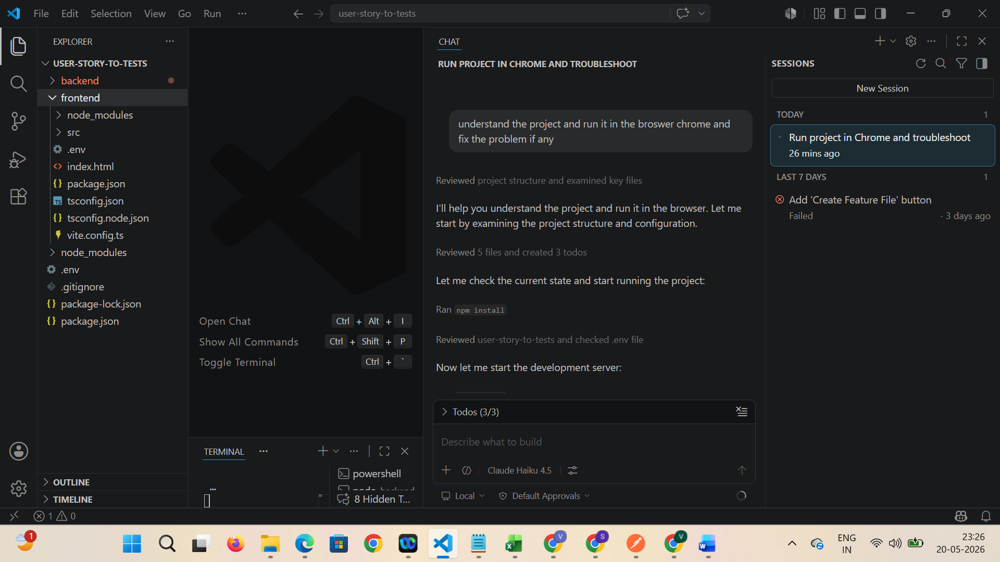 File Edit Selection View Go Run ···
user-story-to-tests
EXPLORER
USER-STORY-TO-TESTS
backend
frontend
node_modules
src
.env
index.html
package.json
TS tsconfig.json
tsconfig.node.json
vite.config.ts
node_modules
.env
.gitignore
package-lock.json
package.json
OUTLINE
TIMELINE
Open Chat Ctrl + Alt + I
Show All Commands Ctrl + Shift + P
Toggle Terminal Ctrl + `
TERMINAL
...
powershell
node backend
8 Hidden T...
CHAT
RUN PROJECT IN CHROME AND TROUBLESHOOT
understand the project and run it in the broswer chrome and
fix the problem if any
Reviewed project structure and examined key files
I'll help you understand the project and run it in the browser. Let me
start by examining the project structure and configuration.
Reviewed 5 files and created 3 todos
Let me check the current state and start running the project:
Ran npm install
Reviewed user-story-to-tests and checked .env file
Now let me start the development server:
Todos (3/3)
Describe what to build
Claude Haiku 4.5
Local Default Approvals
SESSIONS
New Session
TODAY 1
Run project in Chrome and troubleshoot
26 mins ago
LAST 7 DAYS 1
Add 'Create Feature File' button
Failed · 3 days ago
1 0
1
V
S
V
ENG
IN
23:26
20-05-2026